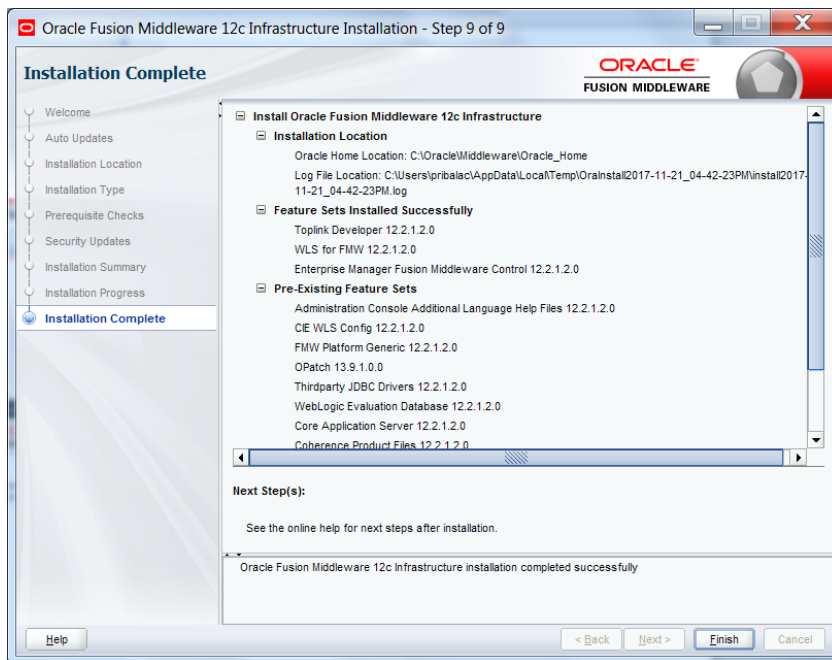 Oracle Fusion Middleware 12c Infrastructure Installation - Step 9 of 9
Installation Complete
ORACLE
FUSION MIDDLEWARE
Welcome
Auto Updates
Installation Location
Installation Type
Prerequisite Checks
Security Updates
Installation Summary
Installation Progress
Installation Complete
Install Oracle Fusion Middleware 12c Infrastructure
Installation Location
Oracle Home Location: C:\Oracle\Middleware\Oracle_Home
Log File Location: C:\Users\pribalac\AppData\Local\Temp\OraInstall2017-11-21_04-42-23PM\install2017-
11-21_04-42-23PM.log
Feature Sets Installed Successfully
Toplink Developer 12.2.1.2.0
WLS for FMW 12.2.1.2.0
Enterprise Manager Fusion Middleware Control 12.2.1.2.0
Pre-Existing Feature Sets
Administration Console Additional Language Help Files 12.2.1.2.0
CIE WLS Config 12.2.1.2.0
FMW Platform Generic 12.2.1.2.0
OPatch 13.9.1.0.0
Thirdparty JDBC Drivers 12.2.1.2.0
WebLogic Evaluation Database 12.2.1.2.0
Core Application Server 12.2.1.2.0
Coherence Product Files 12.2.1.2.0
Next Step(s):
See the online help for next steps after installation.
Oracle Fusion Middleware 12c Infrastructure installation completed successfully
Help
< Back
Next >
Finish
Cancel